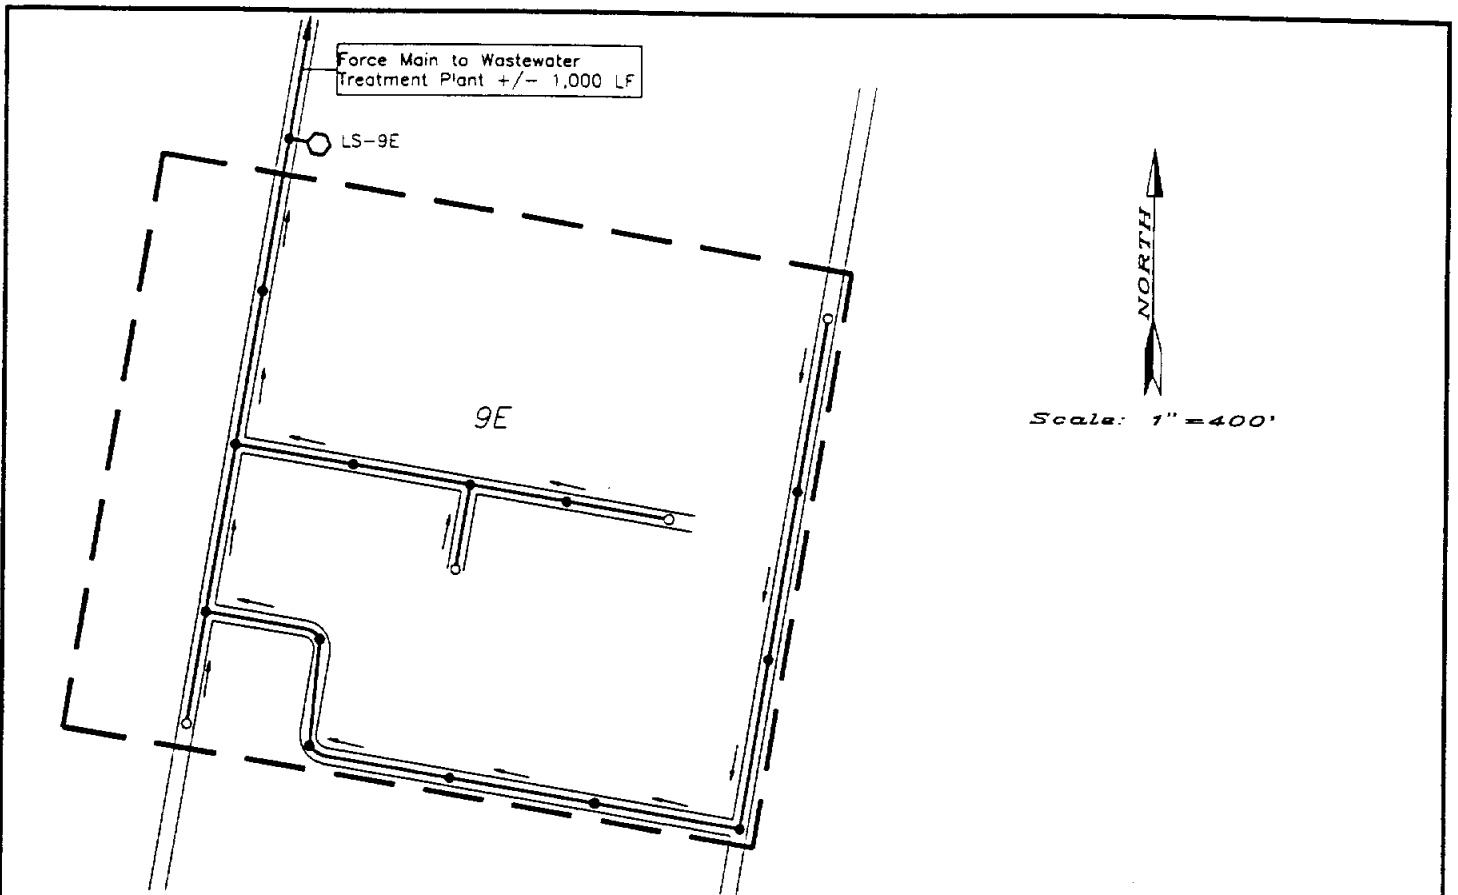 Force Main to Wastewater
Treatment Plant +/- 1,000 LF
LS-9E
NORTH
9E
Scale: 1"=400'